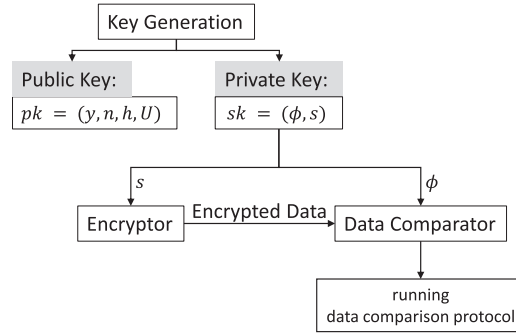 Key Generation
Public Key:
pk = (y, n, h, U)
Private Key:
sk = (ϕ, s)
s
ϕ
Encryptor
Encrypted Data
Data Comparator
running
data comparison protocol